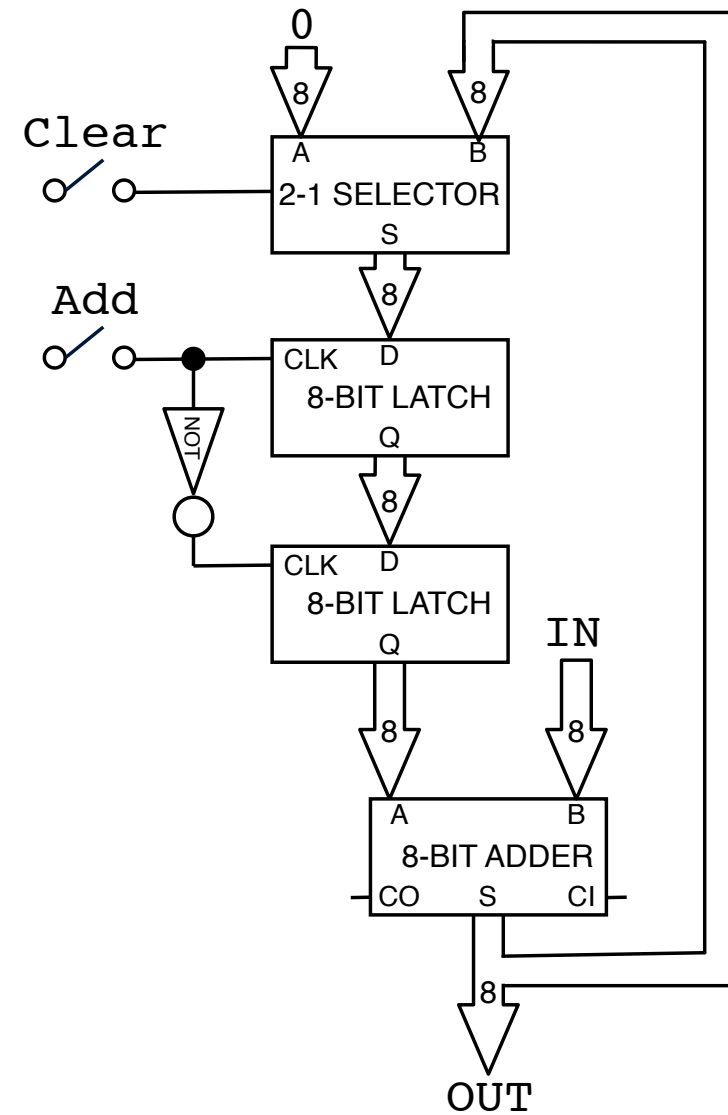 0
8
8
Clear
A
B
2-1 SELECTOR
S
8
Add
CLK
D
8-BIT LATCH
Q
NOT
8
CLK
D
8-BIT LATCH
Q
IN
8
8
A
B
8-BIT ADDER
CO
S
CI
8
OUT